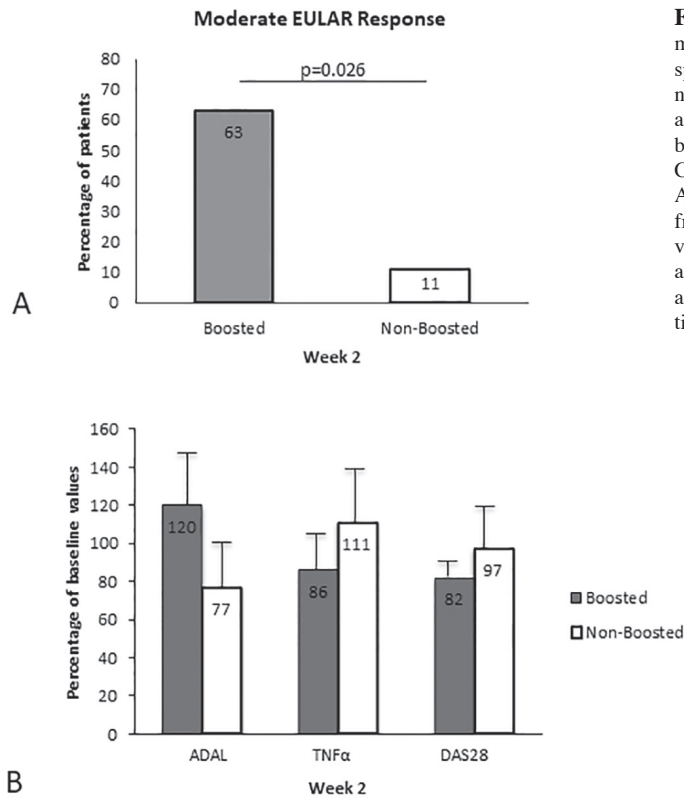 Moderate EULAR Response
Percentage of patients
80
70
60
50
40
30
20
10
0
p=0.026
63
11
Boosted
Non-Boosted
Week 2
A
Percentage of baseline values
160
140
120
100
80
60
40
20
0
120
77
86
111
82
97
ADAL
TNFα
DAS28
Week 2
Boosted
Non-Boosted
B